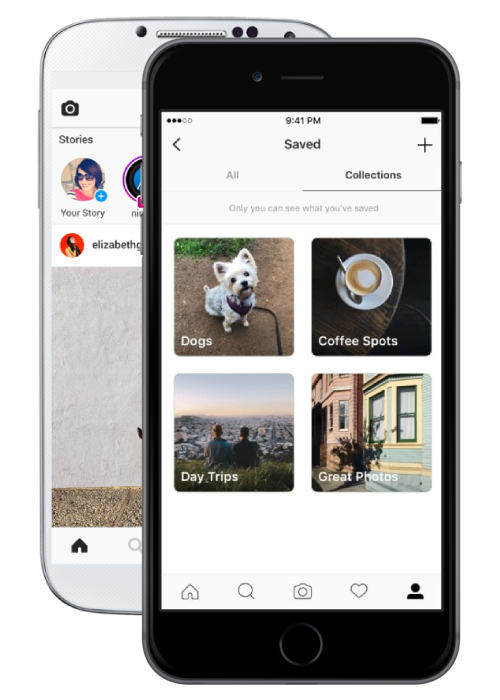 Stories
Your Story
elizabethg
9:41 PM
Saved
All
Collections
Only you can see what you've saved
Dogs
Coffee Spots
Day Trips
Great Photos